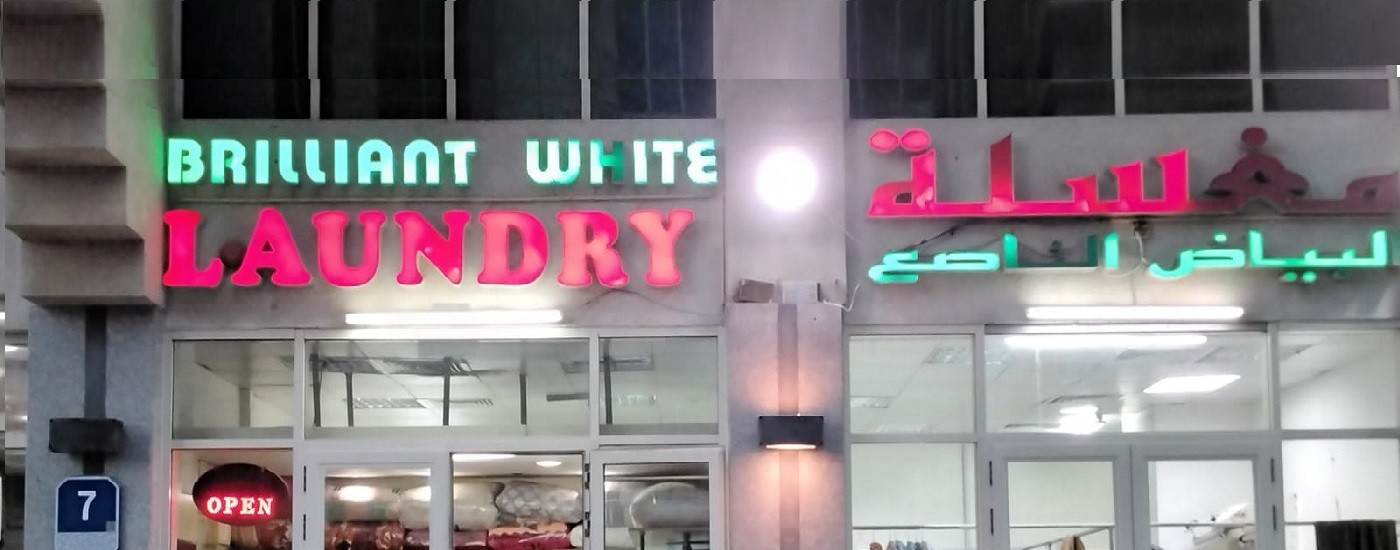 BRILLIANT WHITE
LAUNDRY
مغسلة
البياض الناصع
OPEN
7